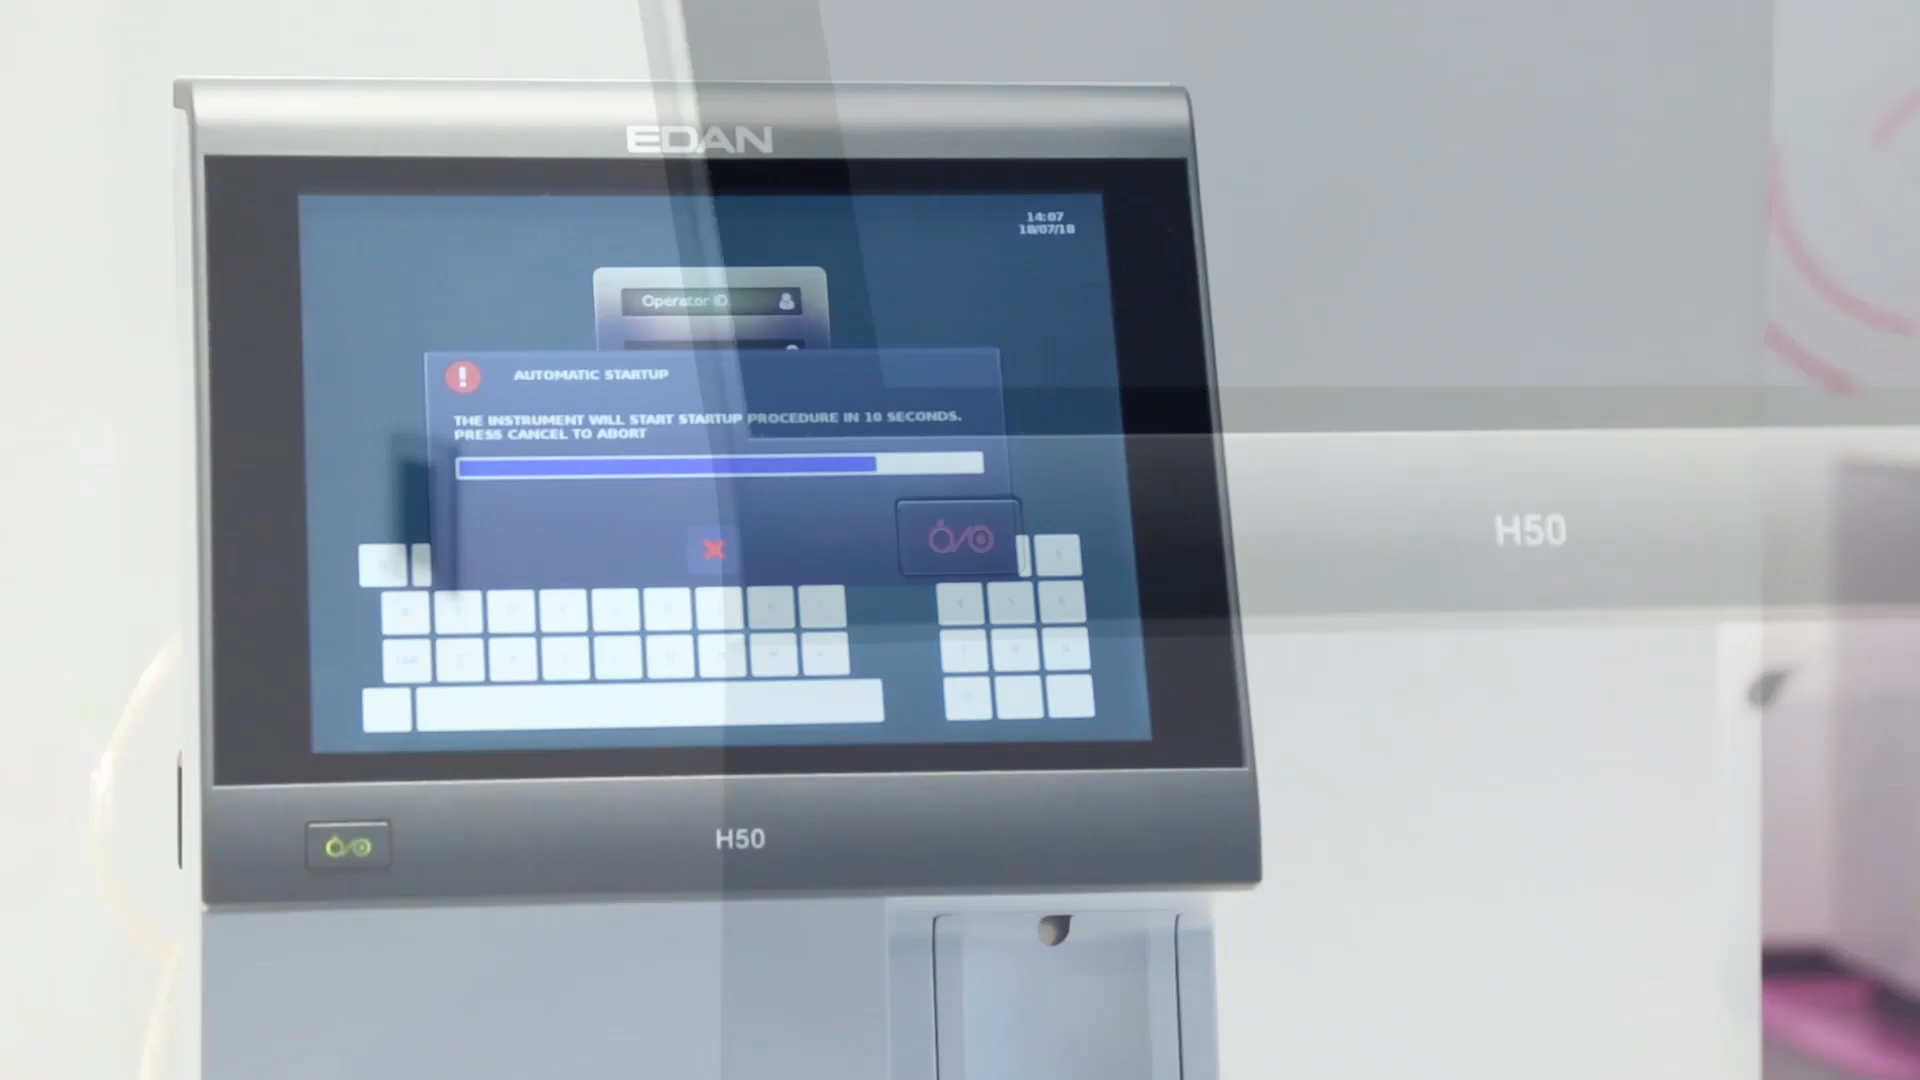 EDAN
14:07
18/07/18
Operator ID
AUTOMATIC STARTUP
THE INSTRUMENT WILL START STARTUP PROCEDURE IN 10 SECONDS.
PRESS CANCEL TO ABORT
H50
H50